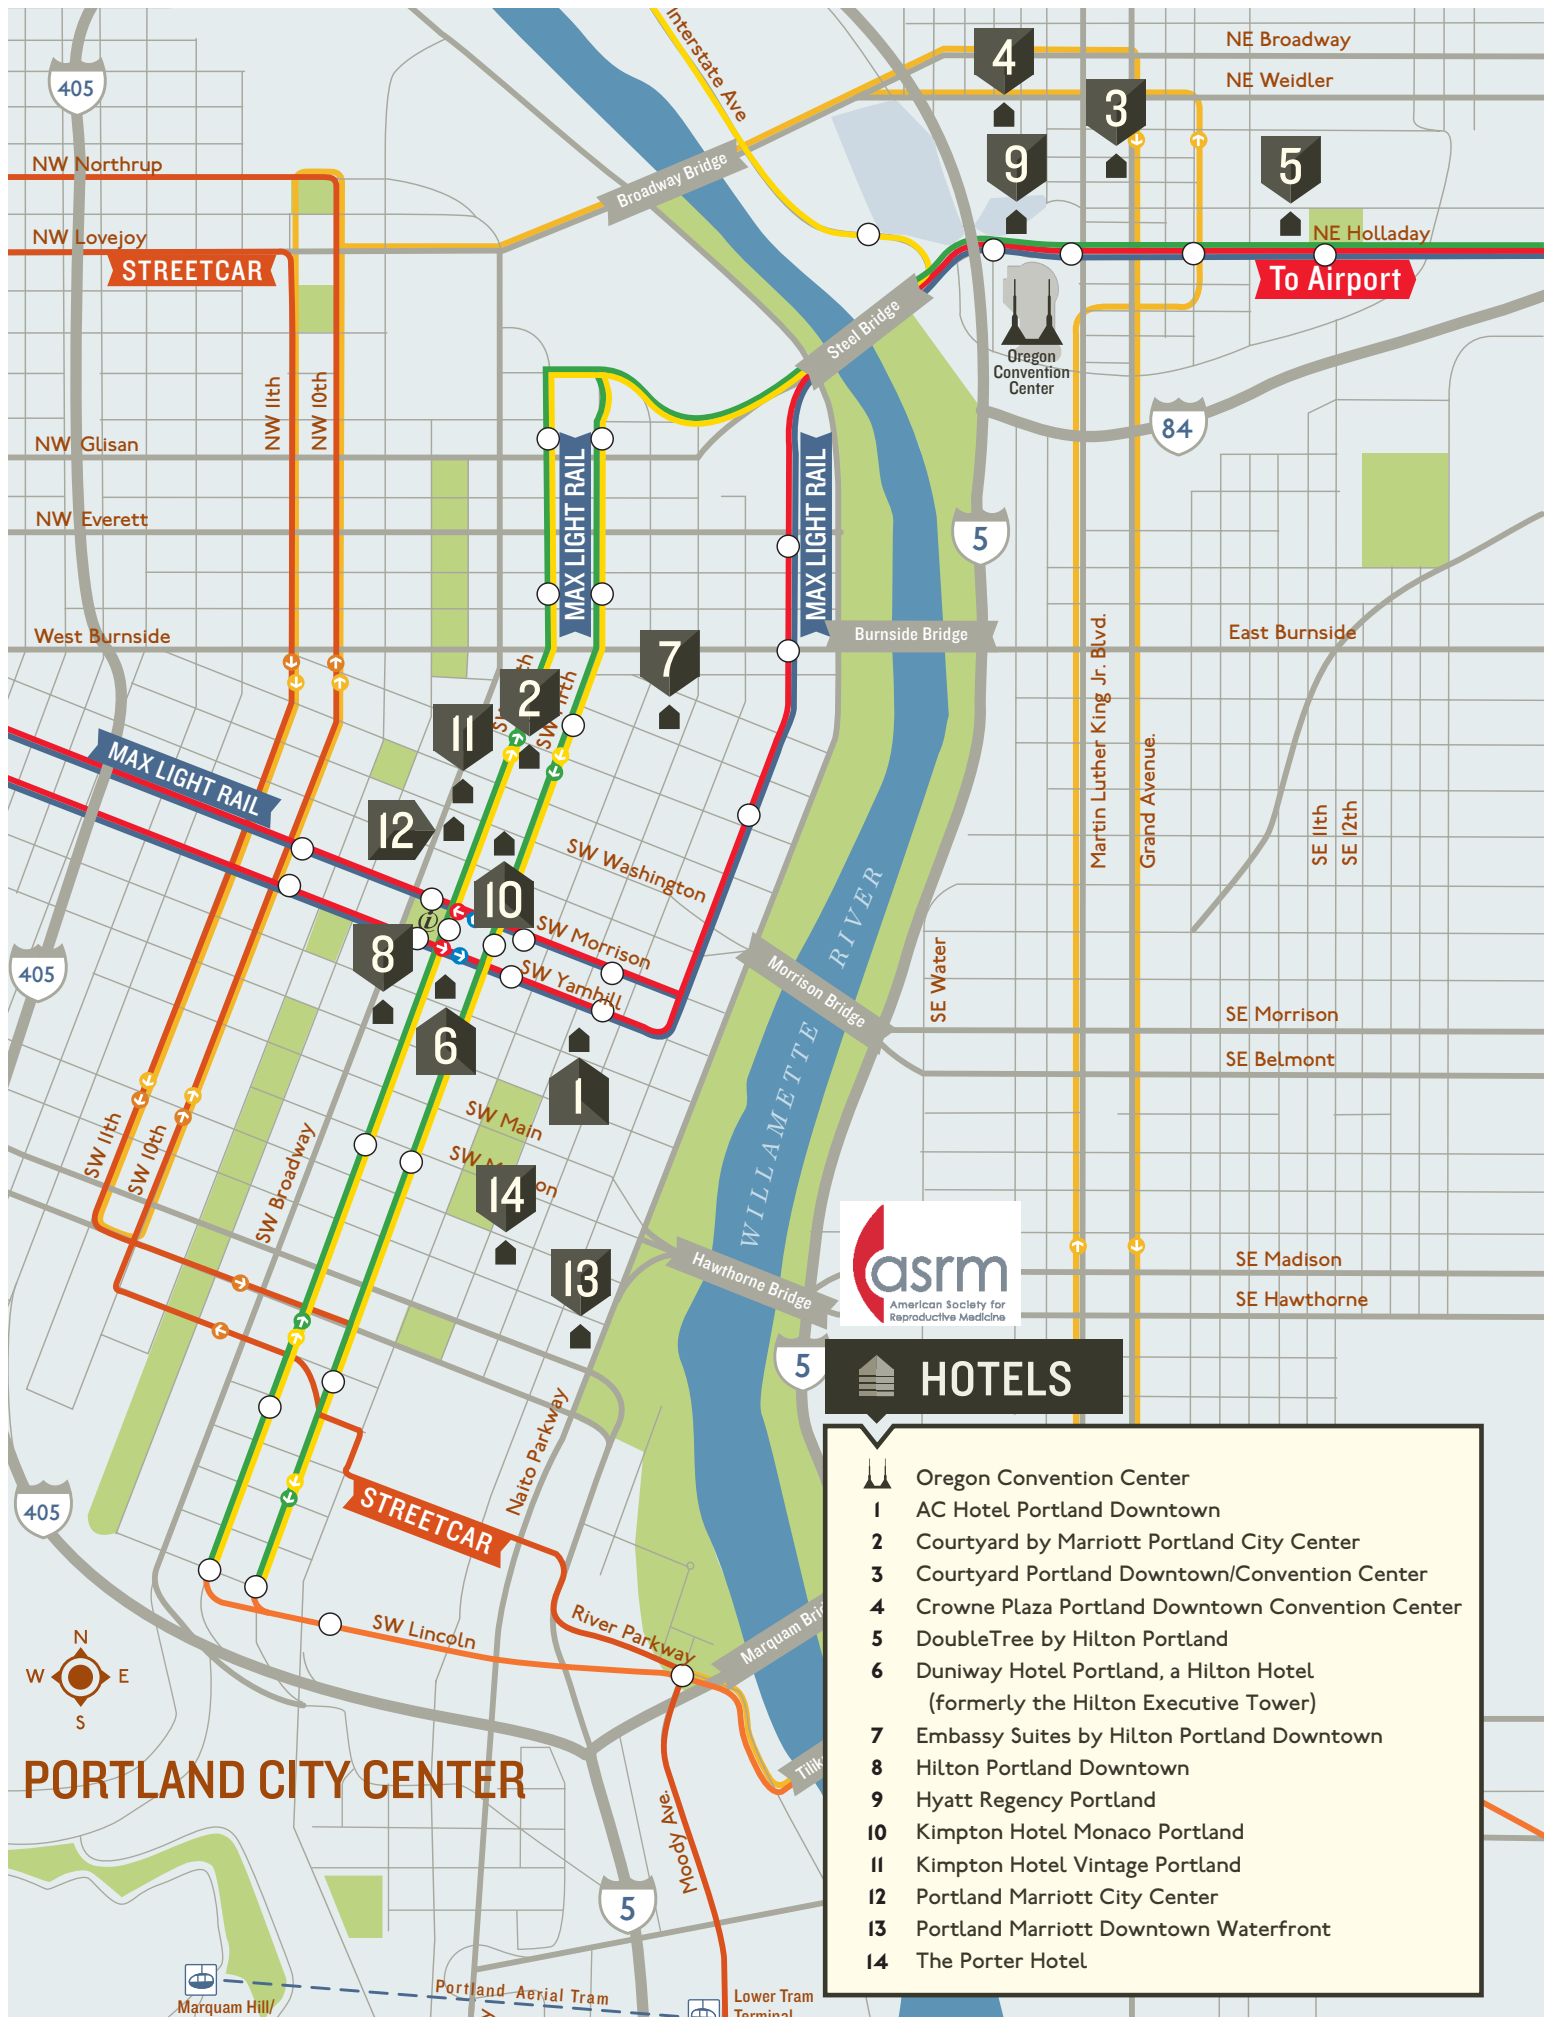 Interstate Ave
405
4
NE Broadway
NE Weidler
3
NW Northrup
Broadway Bridge
9
5
NW Lovejoy
NE Holladay
STREETCAR
To Airport
Steel Bridge
Oregon
Convention
Center
NW 11th
NW 10th
84
NW Glisan
MAX LIGHT RAIL
MAX LIGHT RAIL
NW Everett
5
West Burnside
Burnside Bridge
East Burnside
7
2
11
Martin Luther King Jr. Blvd.
Grand Avenue.
MAX LIGHT RAIL
12
SE 11th
SE 12th
SW Washington
10
i
SW Morrison
8
SW Yamhill
405
WILLAMETTE RIVER
Morrison Bridge
SE Water
SE Morrison
6
SE Belmont
1
SW Main
SW 11th
SW 10th
SW Broadway
14
13
Hawthorne Bridge
asrm
American Society for
Reproductive Medicine
SE Madison
SE Hawthorne
5
HOTELS
Naito Parkway
405
STREETCAR
Oregon Convention Center
1 AC Hotel Portland Downtown
2 Courtyard by Marriott Portland City Center
3 Courtyard Portland Downtown/Convention Center
4 Crowne Plaza Portland Downtown Convention Center
5 DoubleTree by Hilton Portland
6 Duniway Hotel Portland, a Hilton Hotel
(formerly the Hilton Executive Tower)
7 Embassy Suites by Hilton Portland Downtown
8 Hilton Portland Downtown
9 Hyatt Regency Portland
10 Kimpton Hotel Monaco Portland
11 Kimpton Hotel Vintage Portland
12 Portland Marriott City Center
13 Portland Marriott Downtown Waterfront
14 The Porter Hotel
SW Lincoln
River Parkway
Marquam Bri
Tilik
N
W E
S
PORTLAND CITY CENTER
Moody Ave.
5
Portland Aerial Tram
Marquam Hill/
Lower Tram
Terminal